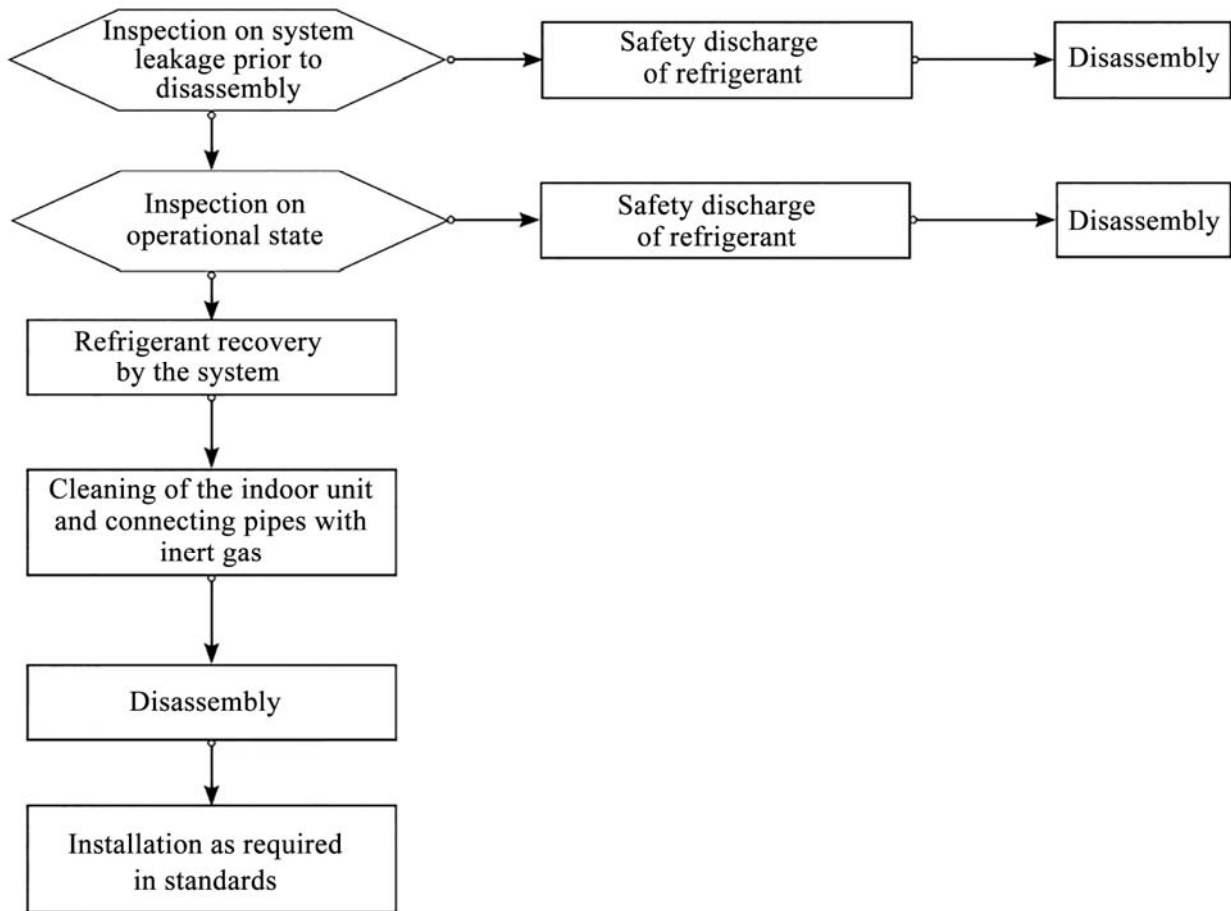 Inspection on system
leakage prior to
disassembly
Safety discharge
of refrigerant
Disassembly
Inspection on
operational state
Safety discharge
of refrigerant
Disassembly
Refrigerant recovery
by the system
Cleaning of the indoor unit
and connecting pipes with
inert gas
Disassembly
Installation as required
in standards